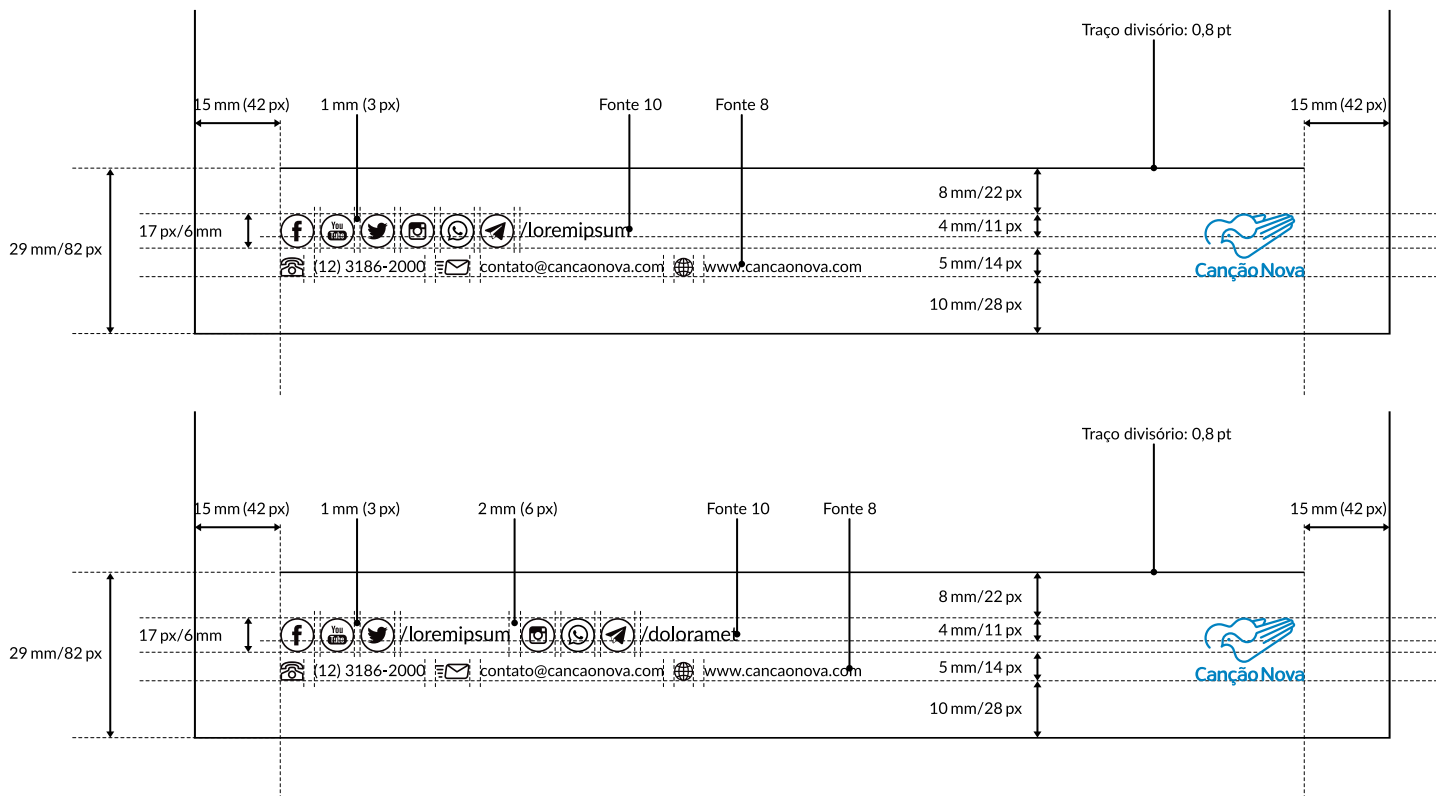 Traço divisório: 0,8 pt
15 mm (42 px) 1 mm (3 px) Fonte 10 Fonte 8 15 mm (42 px)
8 mm/22 px
17 px/6 mm You Tube /loremipsum 4 mm/11 px
29 mm/82 px
(12) 3186-2000 contato@cancaonova.com www.cancaonova.com 5 mm/14 px Canção Nova
10 mm/28 px
Traço divisório: 0,8 pt
15 mm (42 px) 1 mm (3 px) 2 mm (6 px) Fonte 10 Fonte 8 15 mm (42 px)
8 mm/22 px
17 px/6 mm You Tube /loremipsum /doloramet 4 mm/11 px
29 mm/82 px
(12) 3186-2000 contato@cancaonova.com www.cancaonova.com 5 mm/14 px Canção Nova
10 mm/28 px